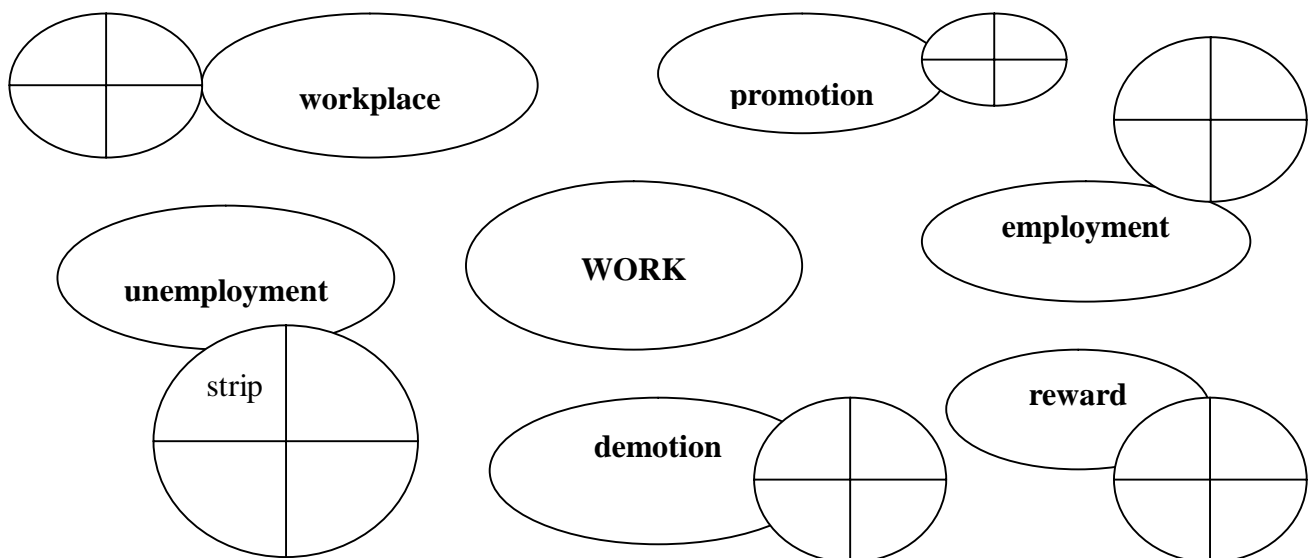 workplace
promotion
employment
unemployment
WORK
strip
reward
demotion